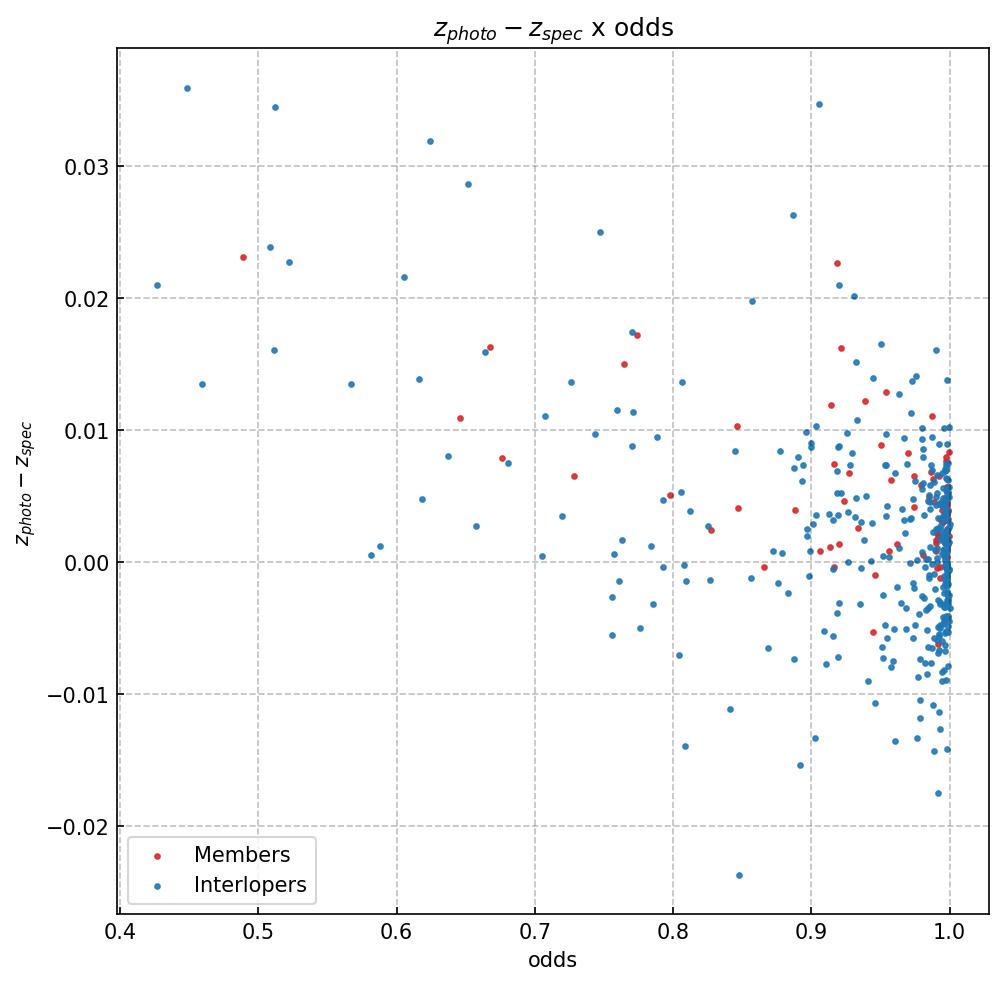 z_photo − z_spec x odds
z_photo − z_spec
0.03
0.02
0.01
0.00
−0.01
−0.02
Members
Interlopers
0.4 0.5 0.6 0.7 0.8 0.9 1.0
odds